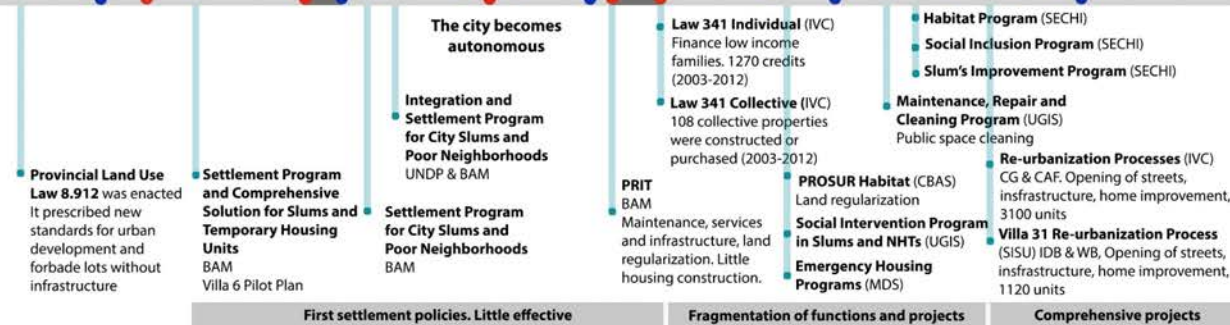 Provincial Land Use
Law 8.912 was enacted
It prescribed new
standards for urban
development and
forbade lots without
infrastructure
Settlement Program
and Comprehensive
Solution for Slums and
Temporary Housing
Units
BAM
Villa 6 Pilot Plan
The city becomes
autonomous
Integration and
Settlement Program
for City Slums and
Poor Neighborhoods
UNDP & BAM
Settlement Program
for City Slums and
Poor Neighborhoods
BAM
PRIT
BAM
Maintenance, services
and infrastructure, land
regularization. Little
housing construction.
Law 341 Individual (IVC)
Finance low income
families. 1270 credits
(2003-2012)
Law 341 Collective (IVC)
108 collective properties
were constructed or
purchased (2003-2012)
PROSUR Habitat (CBAS)
Land regularization
Social Intervention Program
in Slums and NHTs (UGIS)
Emergency Housing
Programs (MDS)
Habitat Program (SECHI)
Social Inclusion Program (SECHI)
Slum's Improvement Program (SECHI)
Maintenance, Repair and
Cleaning Program (UGIS)
Public space cleaning
Re-urbanization Processes (IVC)
CG & CAF. Opening of streets,
insfrastructure, home improvement,
3100 units
Villa 31 Re-urbanization Process
(SISU) IDB & WB, Opening of streets,
insfrastructure, home improvement,
1120 units
First settlement policies. Little effective
Fragmentation of functions and projects
Comprehensive projects